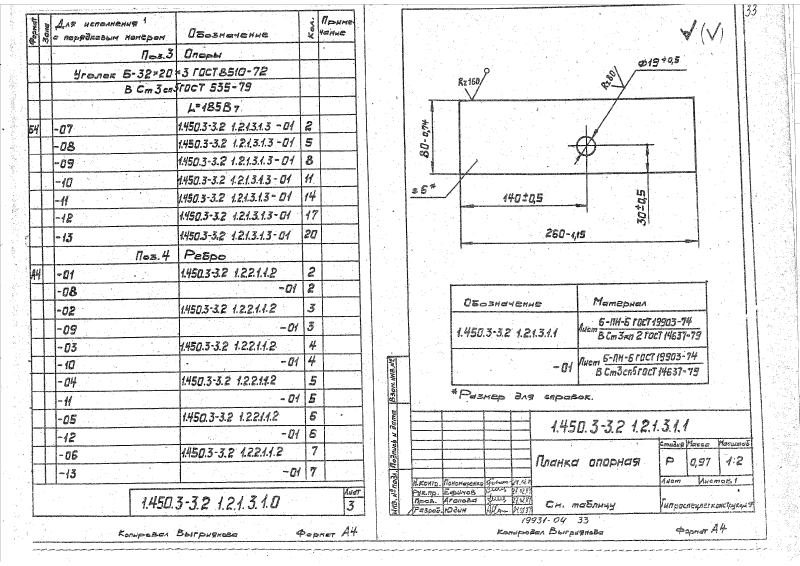 Формат
Зона
Для исполнения 1 с порядковым номером
Обозначение
Кол.
Примечание
Поз.3 Опоры
Уголок Б-32×20×3 ГОСТ 8510-72
В Ст3сп5 ГОСТ 535-79
L=1858 т
Б4 -07 1.450.3-3.2 1.2.1.3.1.3 -01 2
-08 1.450.3-3.2 1.2.1.3.1.3 -01 5
-09 1.450.3-3.2 1.2.1.3.1.3 -01 8
-10 1.450.3-3.2 1.2.1.3.1.3 -01 11
-11 1.450.3-3.2 1.2.1.3.1.3 -01 14
-12 1.450.3-3.2 1.2.1.3.1.3 -01 17
-13 1.450.3-3.2 1.2.1.3.1.3 -01 20
Поз.4 Ребро
А4 -01 1.450.3-3.2 1.2.2.1.1.2 2
-08 -01 2
-02 1.450.3-3.2 1.2.2.1.1.2 3
-09 -01 3
-03 1.450.3-3.2 1.2.2.1.1.2 4
-10 -01 4
-04 1.450.3-3.2 1.2.2.1.1.2 5
-11 -01 5
-05 1.450.3-3.2 1.2.2.1.1.2 6
-12 -01 6
-06 1.450.3-3.2 1.2.2.1.1.2 7
-13 -01 7
1.450.3-3.2 1.2.1.3.1.0
Лист
3
Копировал Выгриянова Формат А4
33
(√)
Rz160
Rz80
Ф19+0,5
80-0,74
s 6*
140±0,5
30±0,5
260-1,15
Обозначение Материал
1.450.3-3.2 1.2.1.3.1.1 Лист Б-ПН-6 ГОСТ 19903-74
В Ст3кп 2 ГОСТ 14637-79
-01 Лист Б-ПН-6 ГОСТ 19903-74
В Ст3сп5 ГОСТ 14637-79
*Размер для справок.
Инв.№подл.
Подпись и дата
Взам.инв.№
1.450.3-3.2 1.2.1.3.1.1
Планка опорная
Стадия Масса Масштаб
Р 0,97 1:2
Лист Листов 1
Н.контр. Пономаренко
Рук.пр. Ефимов
Пров. Агапова
Разраб. Юдин
См. таблицу
Гипроспецлегконструкция
19931-04 33
Копировал Выгриянова Формат А4